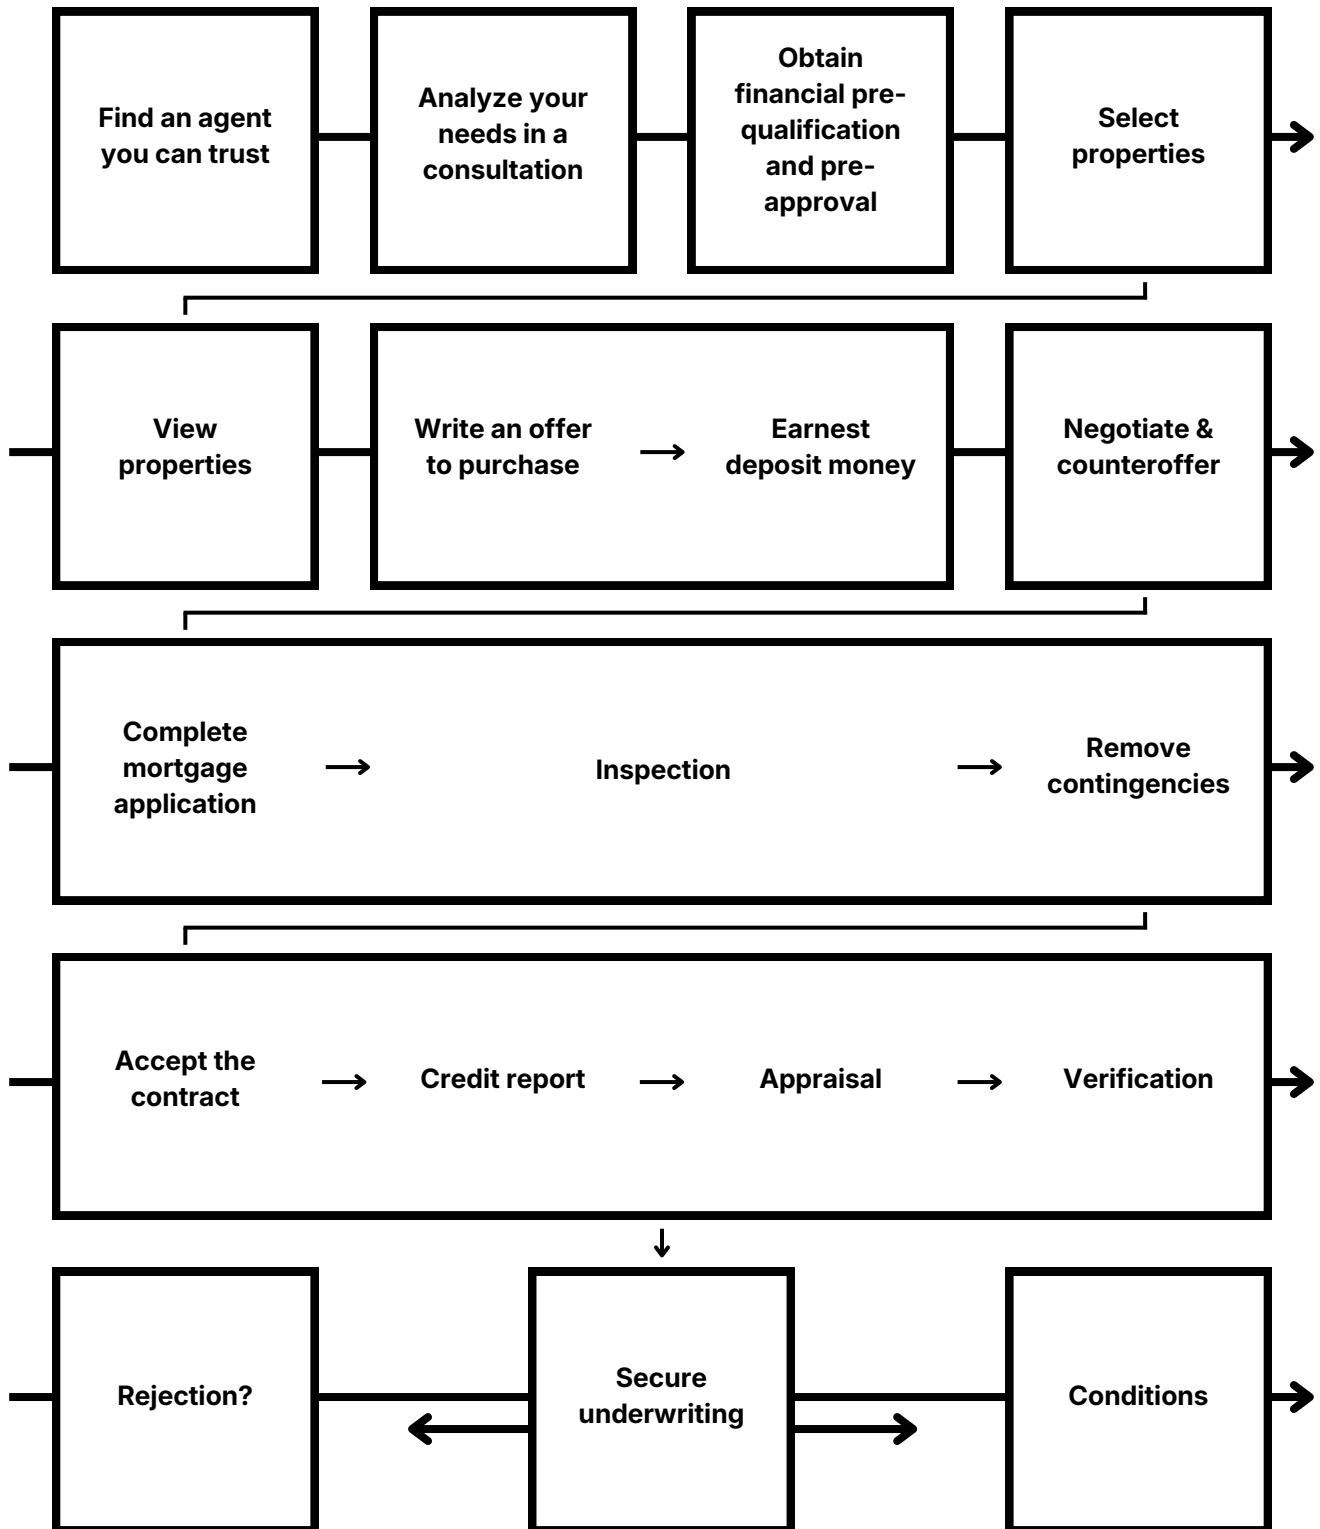 Find an agent
you can trust
Analyze your
needs in a
consultation
Obtain
financial pre-
qualification
and pre-
approval
Select
properties
View
properties
Write an offer
to purchase
Earnest
deposit money
Negotiate &
counteroffer
Complete
mortgage
application
Inspection
Remove
contingencies
Accept the
contract
Credit report
Appraisal
Verification
Rejection?
Secure
underwriting
Conditions